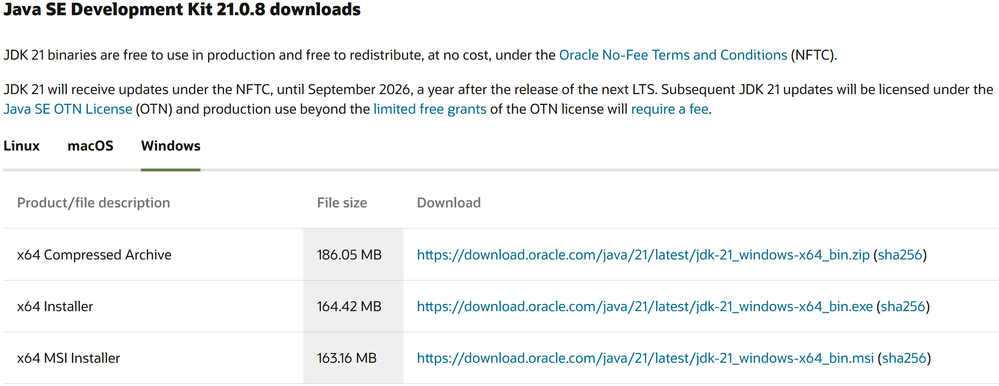 Java SE Development Kit 21.0.8 downloads
JDK 21 binaries are free to use in production and free to redistribute, at no cost, under the Oracle No-Fee Terms and Conditions (NFTC).
JDK 21 will receive updates under the NFTC, until September 2026, a year after the release of the next LTS. Subsequent JDK 21 updates will be licensed under the
Java SE OTN License (OTN) and production use beyond the limited free grants of the OTN license will require a fee.
Linux macOS Windows
Product/file description File size Download
x64 Compressed Archive 186.05 MB https://download.oracle.com/java/21/latest/jdk-21_windows-x64_bin.zip (sha256)
x64 Installer 164.42 MB https://download.oracle.com/java/21/latest/jdk-21_windows-x64_bin.exe (sha256)
x64 MSI Installer 163.16 MB https://download.oracle.com/java/21/latest/jdk-21_windows-x64_bin.msi (sha256)